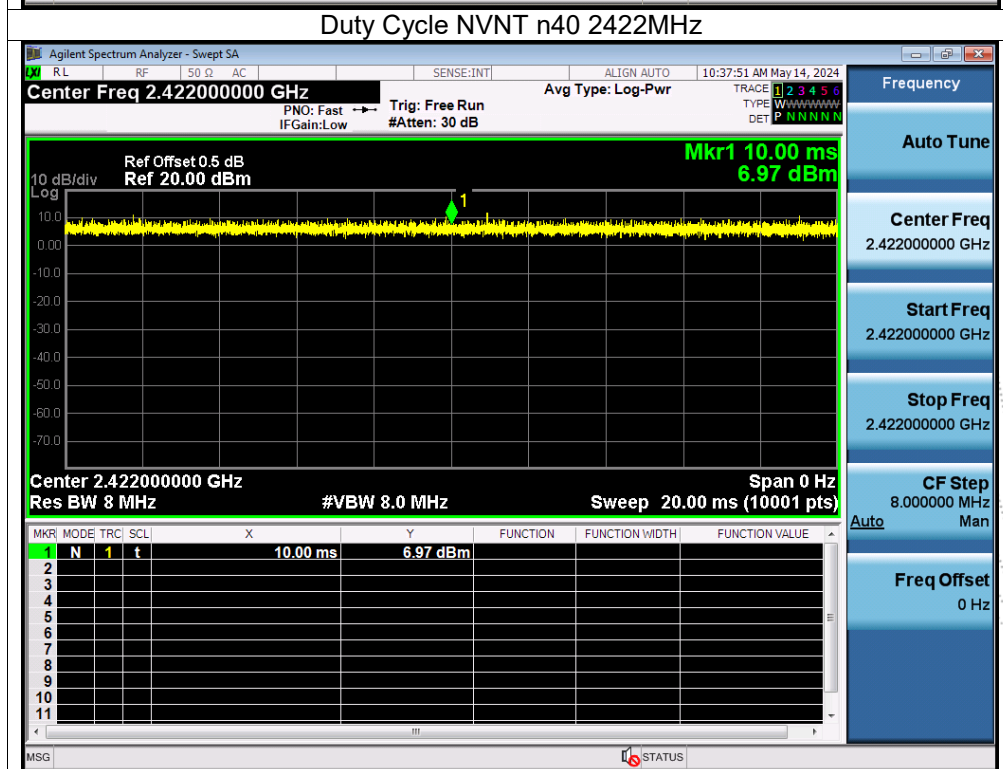 Duty Cycle NVNT n40 2422MHz
Agilent Spectrum Analyzer - Swept SA
LXI RL RF 50 Ω AC SENSE:INT ALIGN AUTO 10:37:51 AM May 14, 2024
Center Freq 2.422000000 GHz
PNO: Fast
IFGain:Low
Trig: Free Run
#Atten: 30 dB
Avg Type: Log-Pwr
TRACE 1 2 3 4 5 6
TYPE WWWWWW
DET P N N N N N
Ref Offset 0.5 dB
10 dB/div Ref 20.00 dBm
Log
Mkr1 10.00 ms
6.97 dBm
1
10.0
0.00
-10.0
-20.0
-30.0
-40.0
-50.0
-60.0
-70.0
Center 2.422000000 GHz Span 0 Hz
Res BW 8 MHz #VBW 8.0 MHz Sweep 20.00 ms (10001 pts)
MKR MODE TRC SCL X Y FUNCTION FUNCTION WIDTH FUNCTION VALUE
1 N 1 t 10.00 ms 6.97 dBm
2
3
4
5
6
7
8
9
10
11
MSG STATUS
Frequency
Auto Tune
Center Freq
2.422000000 GHz
Start Freq
2.422000000 GHz
Stop Freq
2.422000000 GHz
CF Step
8.000000 MHz
Auto Man
Freq Offset
0 Hz